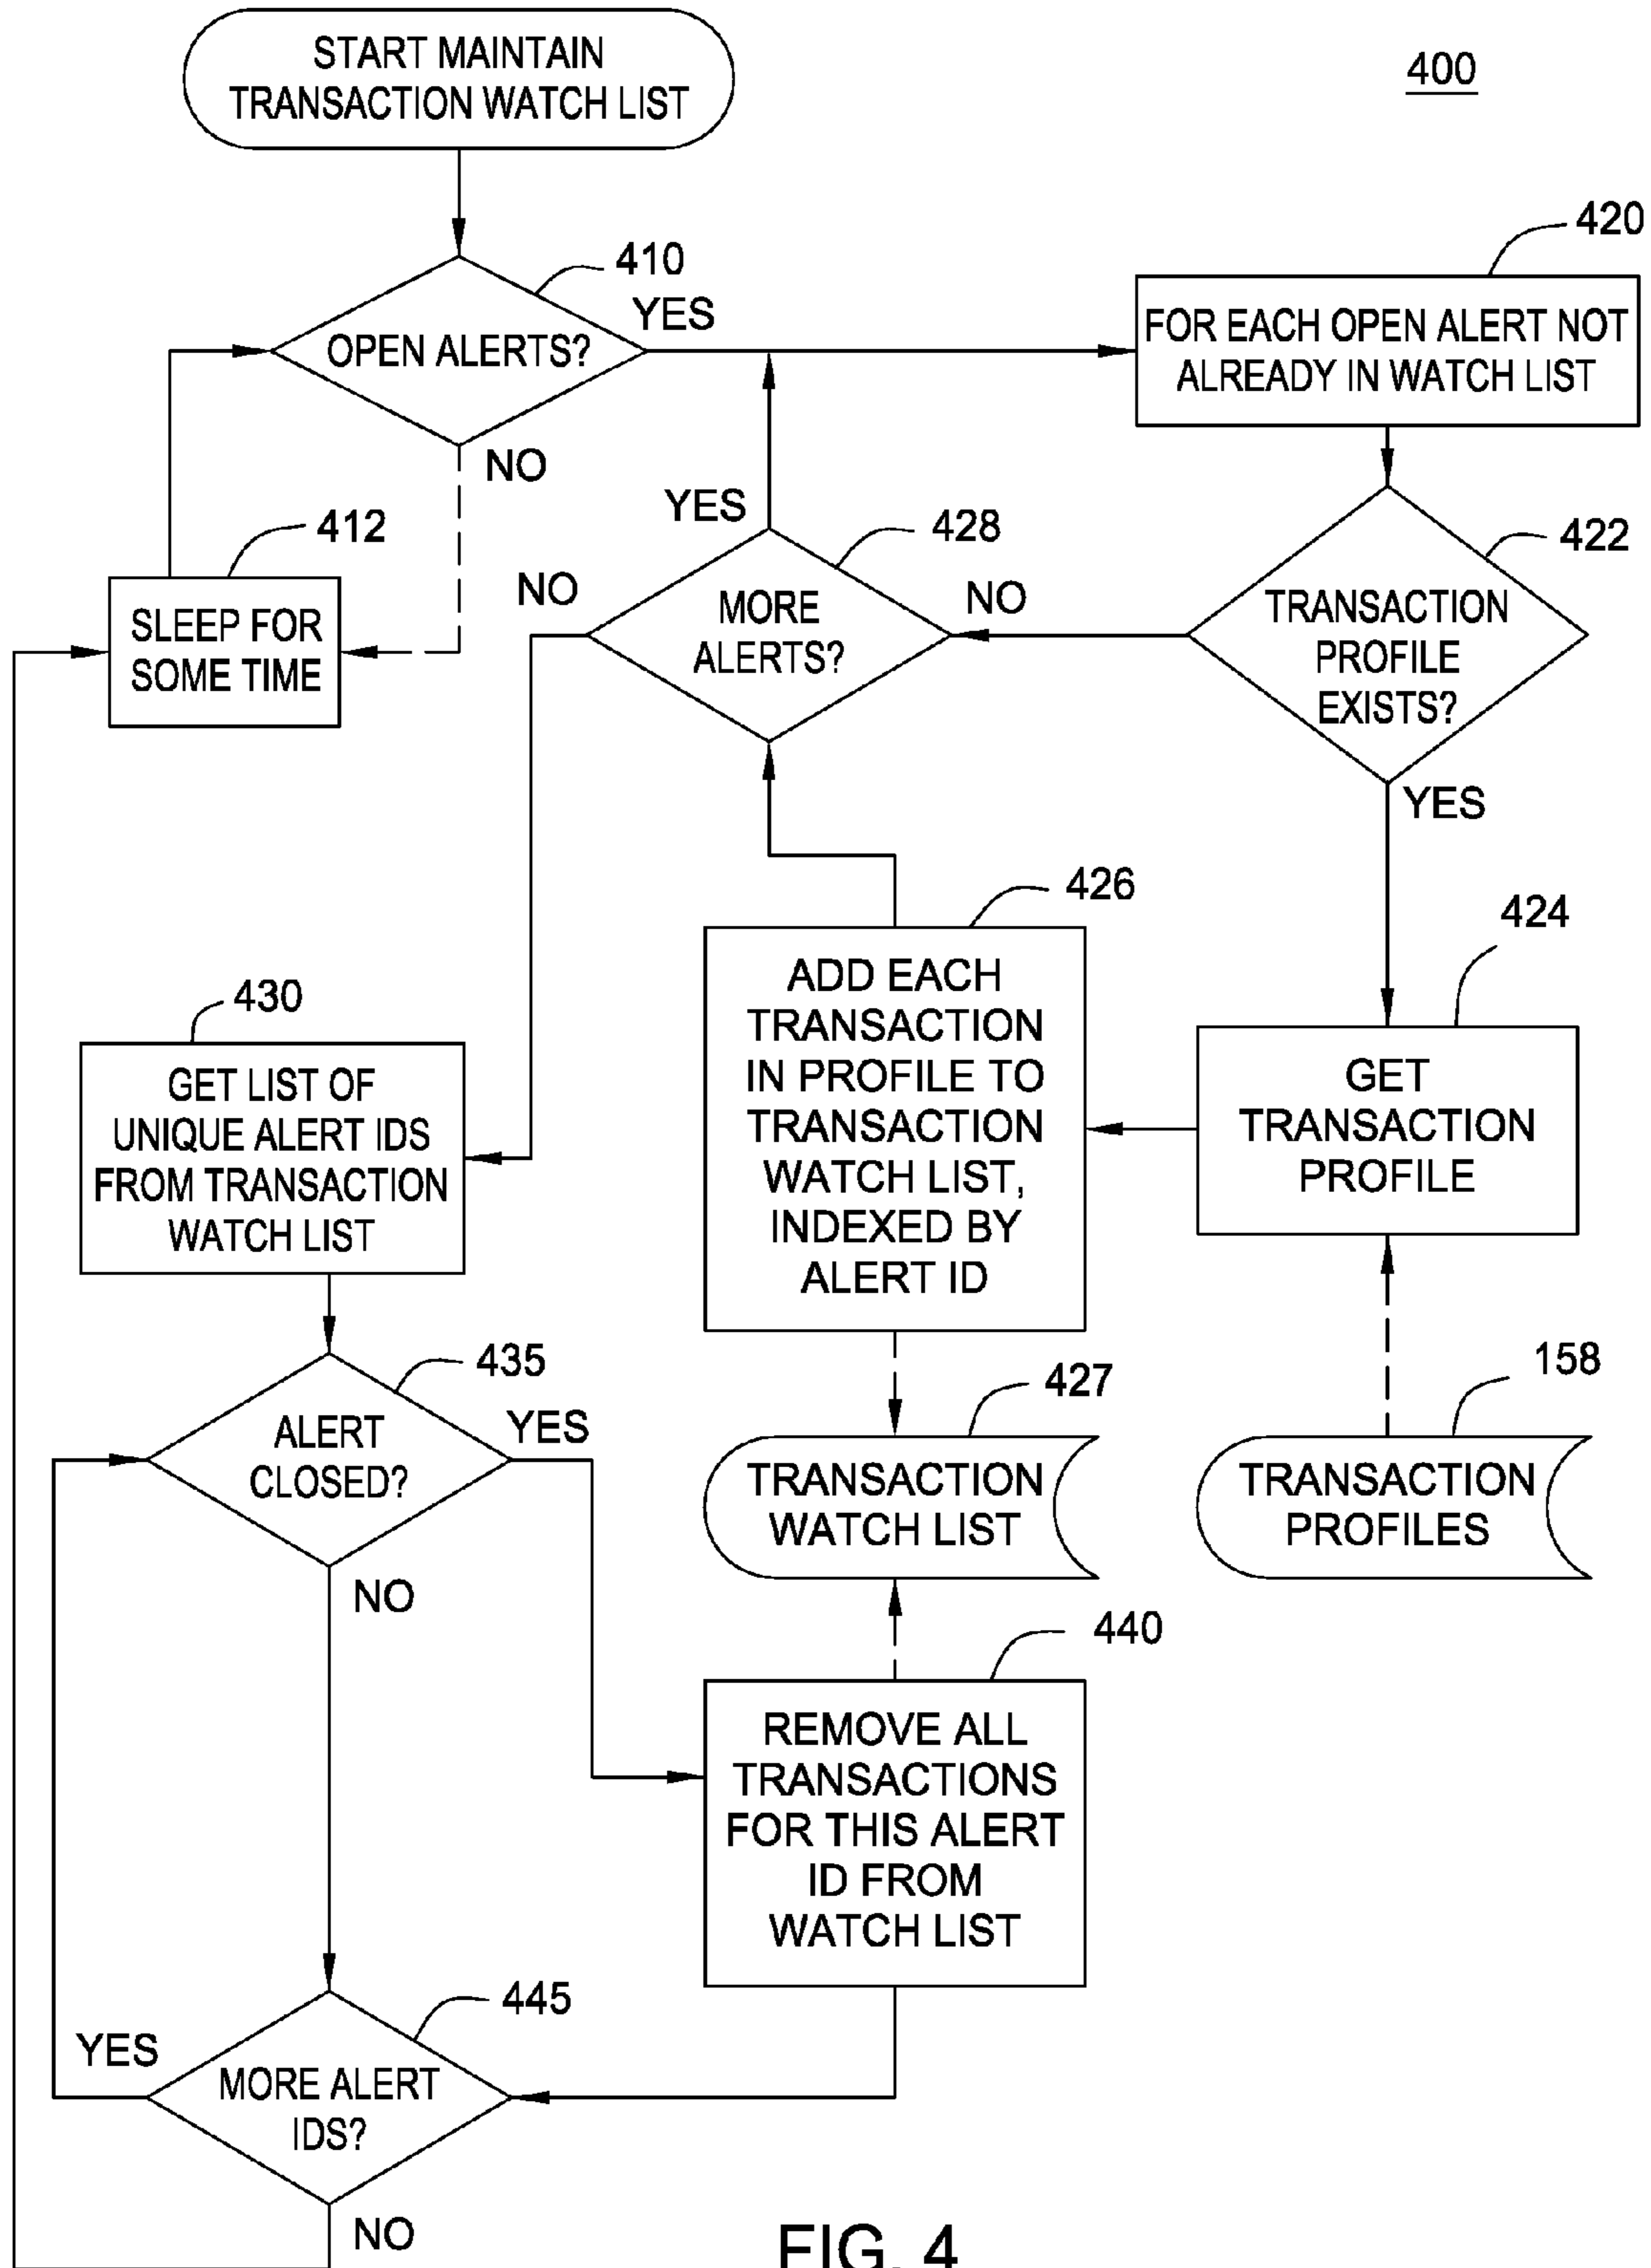 START MAINTAIN
TRANSACTION WATCH LIST
400
410
OPEN ALERTS?
YES
NO
412
SLEEP FOR
SOME TIME
420
FOR EACH OPEN ALERT NOT
ALREADY IN WATCH LIST
422
TRANSACTION
PROFILE
EXISTS?
NO
YES
428
MORE
ALERTS?
YES
NO
424
GET
TRANSACTION
PROFILE
158
TRANSACTION
PROFILES
426
ADD EACH
TRANSACTION
IN PROFILE TO
TRANSACTION
WATCH LIST,
INDEXED BY
ALERT ID
427
TRANSACTION
WATCH LIST
430
GET LIST OF
UNIQUE ALERT IDS
FROM TRANSACTION
WATCH LIST
435
ALERT
CLOSED?
YES
NO
440
REMOVE ALL
TRANSACTIONS
FOR THIS ALERT
ID FROM
WATCH LIST
445
MORE ALERT
IDS?
YES
NO
FIG. 4